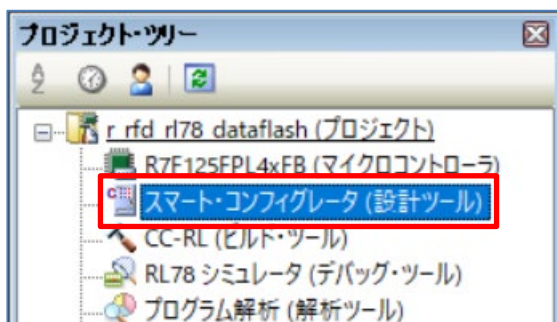 プロジェクト・ツリー
r_rfd_rl78_dataflash (プロジェクト)
R7F125FPL4xFB (マイクロコントローラ)
スマート・コンフィグレータ (設計ツール)
CC-RL (ビルド・ツール)
RL78 シミュレータ (デバッグ・ツール)
プログラム解析 (解析ツール)